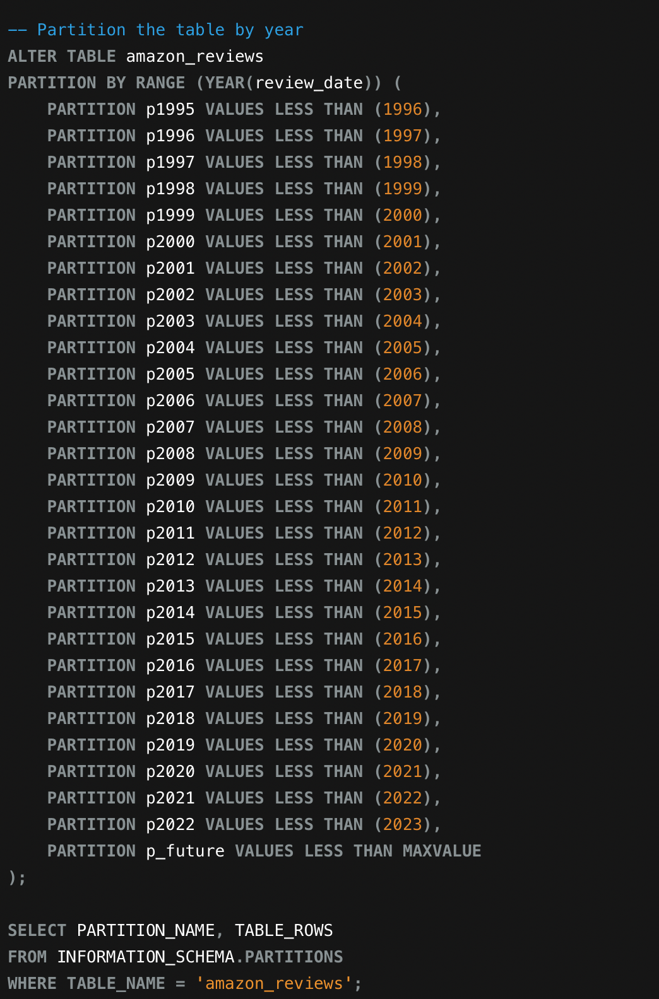 -- Partition the table by year
ALTER TABLE amazon_reviews
PARTITION BY RANGE (YEAR(review_date)) (
    PARTITION p1995 VALUES LESS THAN (1996),
    PARTITION p1996 VALUES LESS THAN (1997),
    PARTITION p1997 VALUES LESS THAN (1998),
    PARTITION p1998 VALUES LESS THAN (1999),
    PARTITION p1999 VALUES LESS THAN (2000),
    PARTITION p2000 VALUES LESS THAN (2001),
    PARTITION p2001 VALUES LESS THAN (2002),
    PARTITION p2002 VALUES LESS THAN (2003),
    PARTITION p2003 VALUES LESS THAN (2004),
    PARTITION p2004 VALUES LESS THAN (2005),
    PARTITION p2005 VALUES LESS THAN (2006),
    PARTITION p2006 VALUES LESS THAN (2007),
    PARTITION p2007 VALUES LESS THAN (2008),
    PARTITION p2008 VALUES LESS THAN (2009),
    PARTITION p2009 VALUES LESS THAN (2010),
    PARTITION p2010 VALUES LESS THAN (2011),
    PARTITION p2011 VALUES LESS THAN (2012),
    PARTITION p2012 VALUES LESS THAN (2013),
    PARTITION p2013 VALUES LESS THAN (2014),
    PARTITION p2014 VALUES LESS THAN (2015),
    PARTITION p2015 VALUES LESS THAN (2016),
    PARTITION p2016 VALUES LESS THAN (2017),
    PARTITION p2017 VALUES LESS THAN (2018),
    PARTITION p2018 VALUES LESS THAN (2019),
    PARTITION p2019 VALUES LESS THAN (2020),
    PARTITION p2020 VALUES LESS THAN (2021),
    PARTITION p2021 VALUES LESS THAN (2022),
    PARTITION p2022 VALUES LESS THAN (2023),
    PARTITION p_future VALUES LESS THAN MAXVALUE
);

SELECT PARTITION_NAME, TABLE_ROWS
FROM INFORMATION_SCHEMA.PARTITIONS
WHERE TABLE_NAME = 'amazon_reviews';